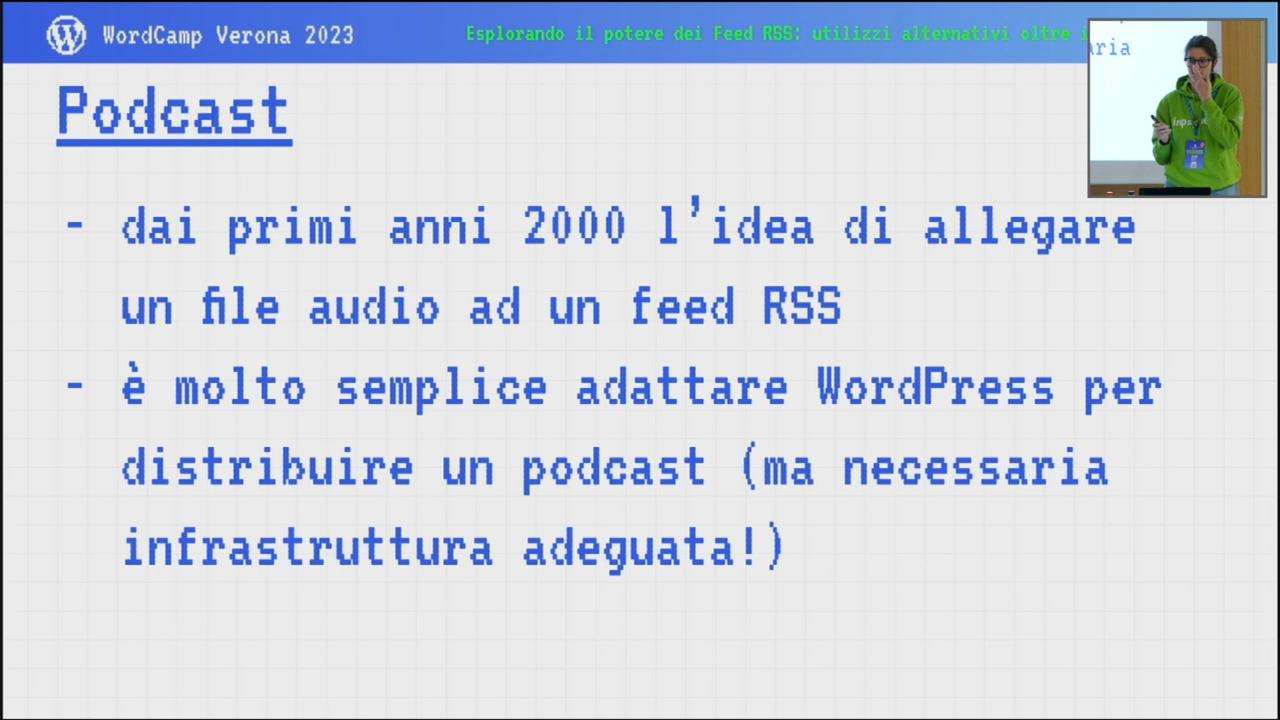 WordCamp Verona 2023
Esplorando il potere dei Feed RSS: utilizzi alternativi oltre
aria
Podcast
- dai primi anni 2000 l'idea di allegare
un file audio ad un feed RSS
- è molto semplice adattare WordPress per
distribuire un podcast (ma necessaria
infrastruttura adeguata!)